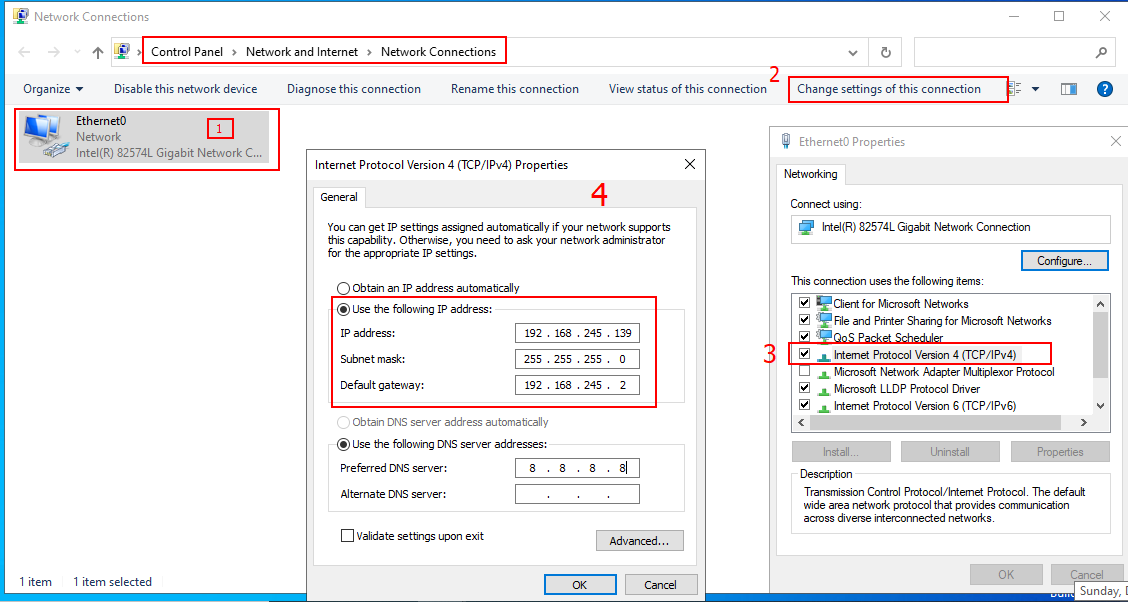 Network Connections
Control Panel > Network and Internet > Network Connections
Organize
Disable this network device
Diagnose this connection
Rename this connection
View status of this connection
2
Change settings of this connection
Ethernet0
Network
Intel(R) 82574L Gigabit Network C...
1
Internet Protocol Version 4 (TCP/IPv4) Properties
4
General
You can get IP settings assigned automatically if your network supports
this capability. Otherwise, you need to ask your network administrator
for the appropriate IP settings.
Obtain an IP address automatically
Use the following IP address:
IP address: 192 . 168 . 245 . 139
Subnet mask: 255 . 255 . 255 . 0
Default gateway: 192 . 168 . 245 . 2
Obtain DNS server address automatically
Use the following DNS server addresses:
Preferred DNS server: 8 . 8 . 8 . 8
Alternate DNS server: . . .
Validate settings upon exit
Advanced...
OK
Cancel
Ethernet0 Properties
Networking
Connect using:
Intel(R) 82574L Gigabit Network Connection
Configure...
This connection uses the following items:
Client for Microsoft Networks
File and Printer Sharing for Microsoft Networks
QoS Packet Scheduler
3
Internet Protocol Version 4 (TCP/IPv4)
Microsoft Network Adapter Multiplexor Protocol
Microsoft LLDP Protocol Driver
Internet Protocol Version 6 (TCP/IPv6)
Install...
Uninstall
Properties
Description
Transmission Control Protocol/Internet Protocol. The default
wide area network protocol that provides communication
across diverse interconnected networks.
OK
Cancel
1 item
1 item selected
Sunday,